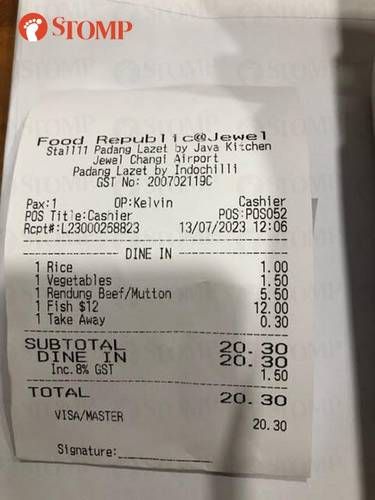 STOMP
Food Republic@Jewel
Stall11 Padang Lazet by Java Kitchen
Jewel Changi Airport
Padang Lazet by Indochilli
GST No: 200702119C
Pax:1 OP:Kelvin Cashier
POS Title:Cashier POS:POS052
Rcpt#:L23000268823 13/07/2023 12:06
DINE IN
1 Rice 1.00
1 Vegetables 1.50
1 Rendung Beef/Mutton 5.50
1 Fish $12 12.00
1 Take Away 0.30
SUBTOTAL 20.30
DINE IN 20.30
Inc.8% GST 1.50
TOTAL 20.30
VISA/MASTER 20.30
Signature: